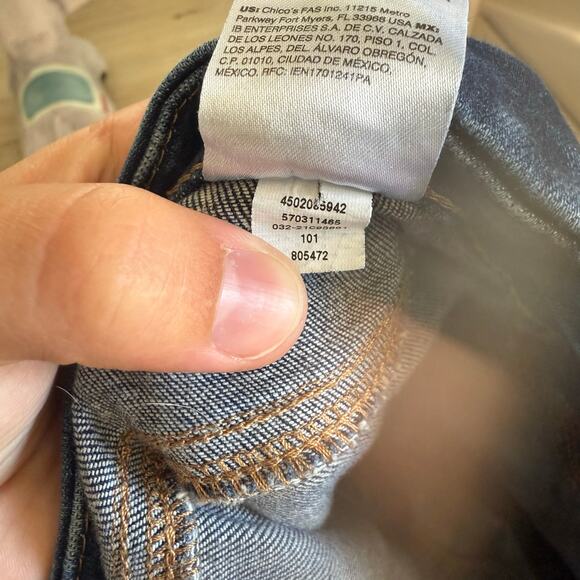 US: Chico's FAS Inc. 11215 Metro
Parkway Fort Myers, FL 33966 USA MX:
IB ENTERPRISES S.A. DE C.V. CALZADA
DE LOS LEONES NO. 170, PISO 1, COL.
LOS ALPES, DEL. ÁLVARO OBREGÓN,
C.P. 01010, CIUDAD DE MÉXICO,
MÉXICO, RFC: IEN1701241PA
4502085942
570311465
101
805472